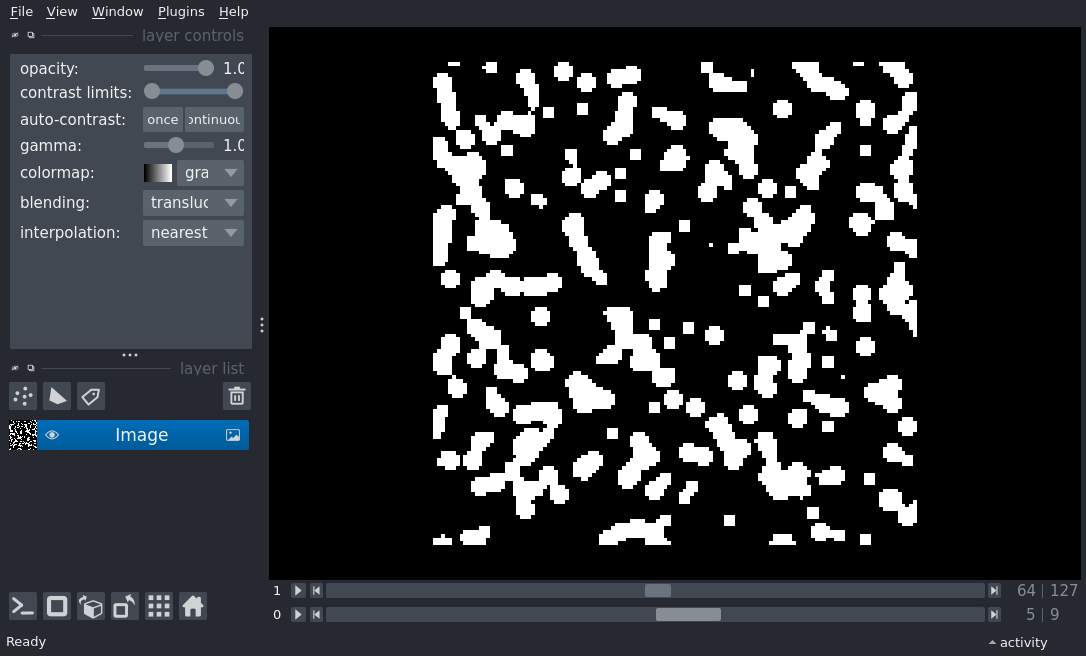 File View Window Plugins Help
layer controls
opacity: 1.0
contrast limits:
auto-contrast: once ontinuou
gamma: 1.0
colormap: gra
blending: transluc
interpolation: nearest
layer list
Image
1 64 | 127
0 5 | 9
Ready activity